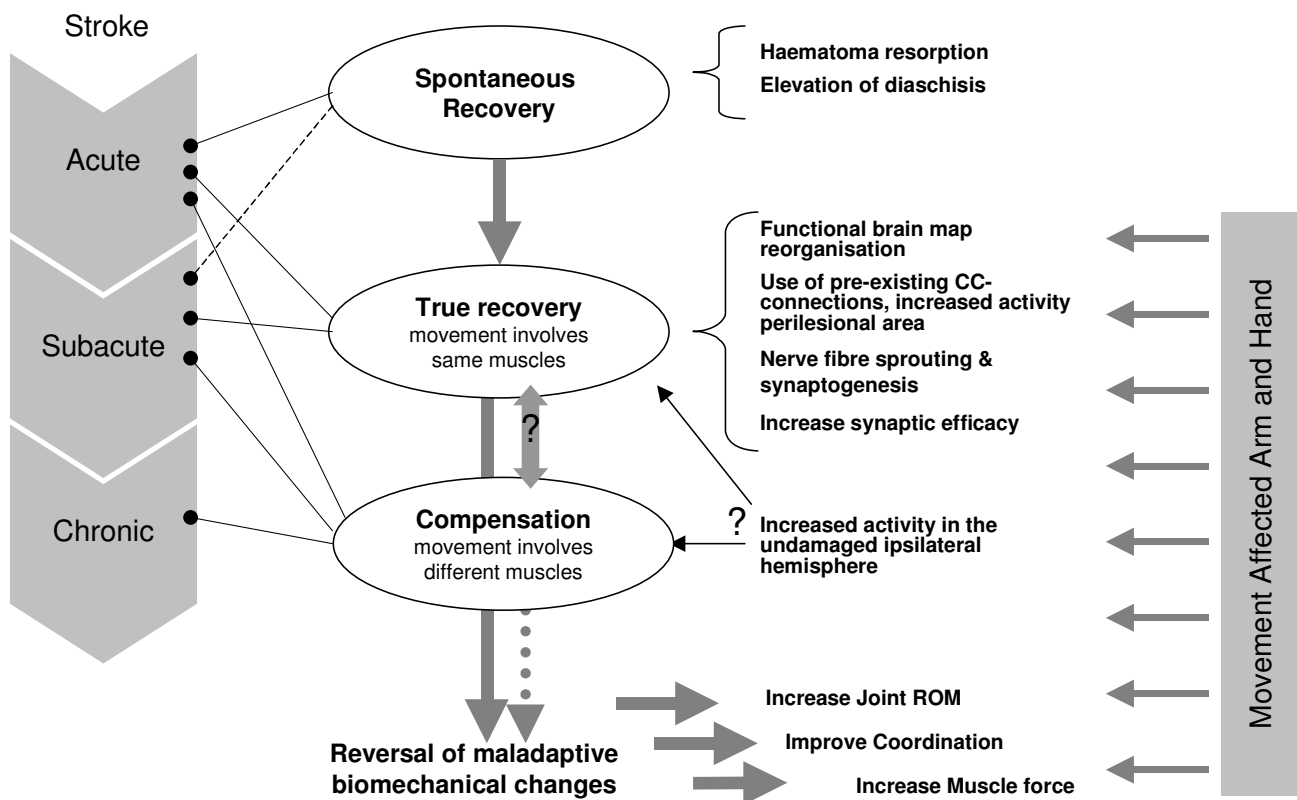 Stroke
Acute
Subacute
Chronic
Spontaneous
Recovery
Haematoma resorption
Elevation of diaschisis
True recovery
movement involves
same muscles
Functional brain map
reorganisation
Use of pre-existing CC-
connections, increased activity
perilesional area
Nerve fibre sprouting &
synaptogenesis
Increase synaptic efficacy
?
Compensation
movement involves
different muscles
?
Increased activity in the
undamaged ipsilateral
hemisphere
Reversal of maladaptive
biomechanical changes
Increase Joint ROM
Improve Coordination
Increase Muscle force
Movement Affected Arm and Hand